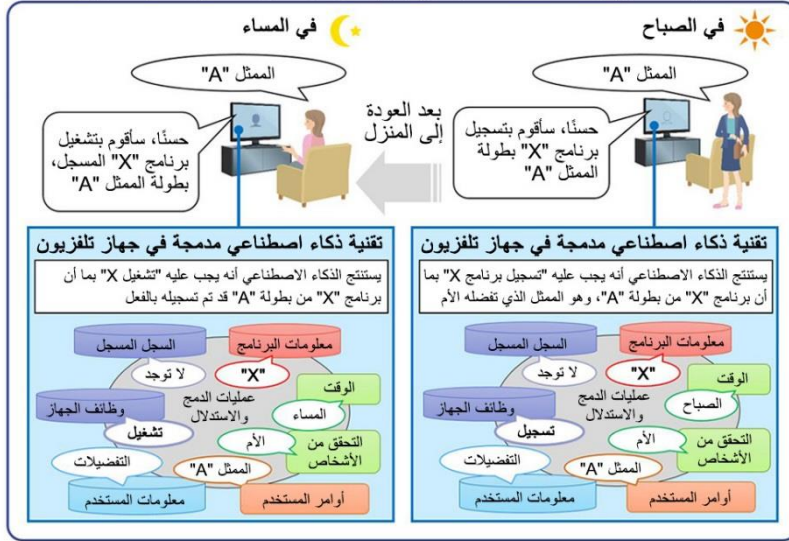 في الصباح
الممثل "A"
حسنًا، سأقوم بتسجيل
برنامج "X" بطولة
الممثل "A"
بعد العودة
إلى المنزل
في المساء
الممثل "A"
حسنًا، سأقوم بتشغيل
برنامج "X" المسجل،
بطولة الممثل "A"
تقنية ذكاء اصطناعي مدمجة في جهاز تلفزيون
يستنتج الذكاء الاصطناعي أنه يجب عليه "تسجيل برنامج X" بما
أن برنامج "X" من بطولة "A"، وهو الممثل الذي تفضله الأم
معلومات البرنامج
السجل المسجل
"X"
لا توجد
الوقت
الصباح
عمليات الدمج
والاستدلال
وظائف الجهاز
تسجيل
التحقق من
الأشخاص
الأم
التفضيلات
الممثل "A"
معلومات المستخدم
أوامر المستخدم
تقنية ذكاء اصطناعي مدمجة في جهاز تلفزيون
يستنتج الذكاء الاصطناعي أنه يجب عليه "تشغيل X" بما أن
برنامج "X" من بطولة "A" قد تم تسجيله بالفعل
معلومات البرنامج
السجل المسجل
"X"
لا توجد
الوقت
المساء
عمليات الدمج
والاستدلال
وظائف الجهاز
تشغيل
التحقق من
الأشخاص
الأم
التفضيلات
الممثل "A"
معلومات المستخدم
أوامر المستخدم